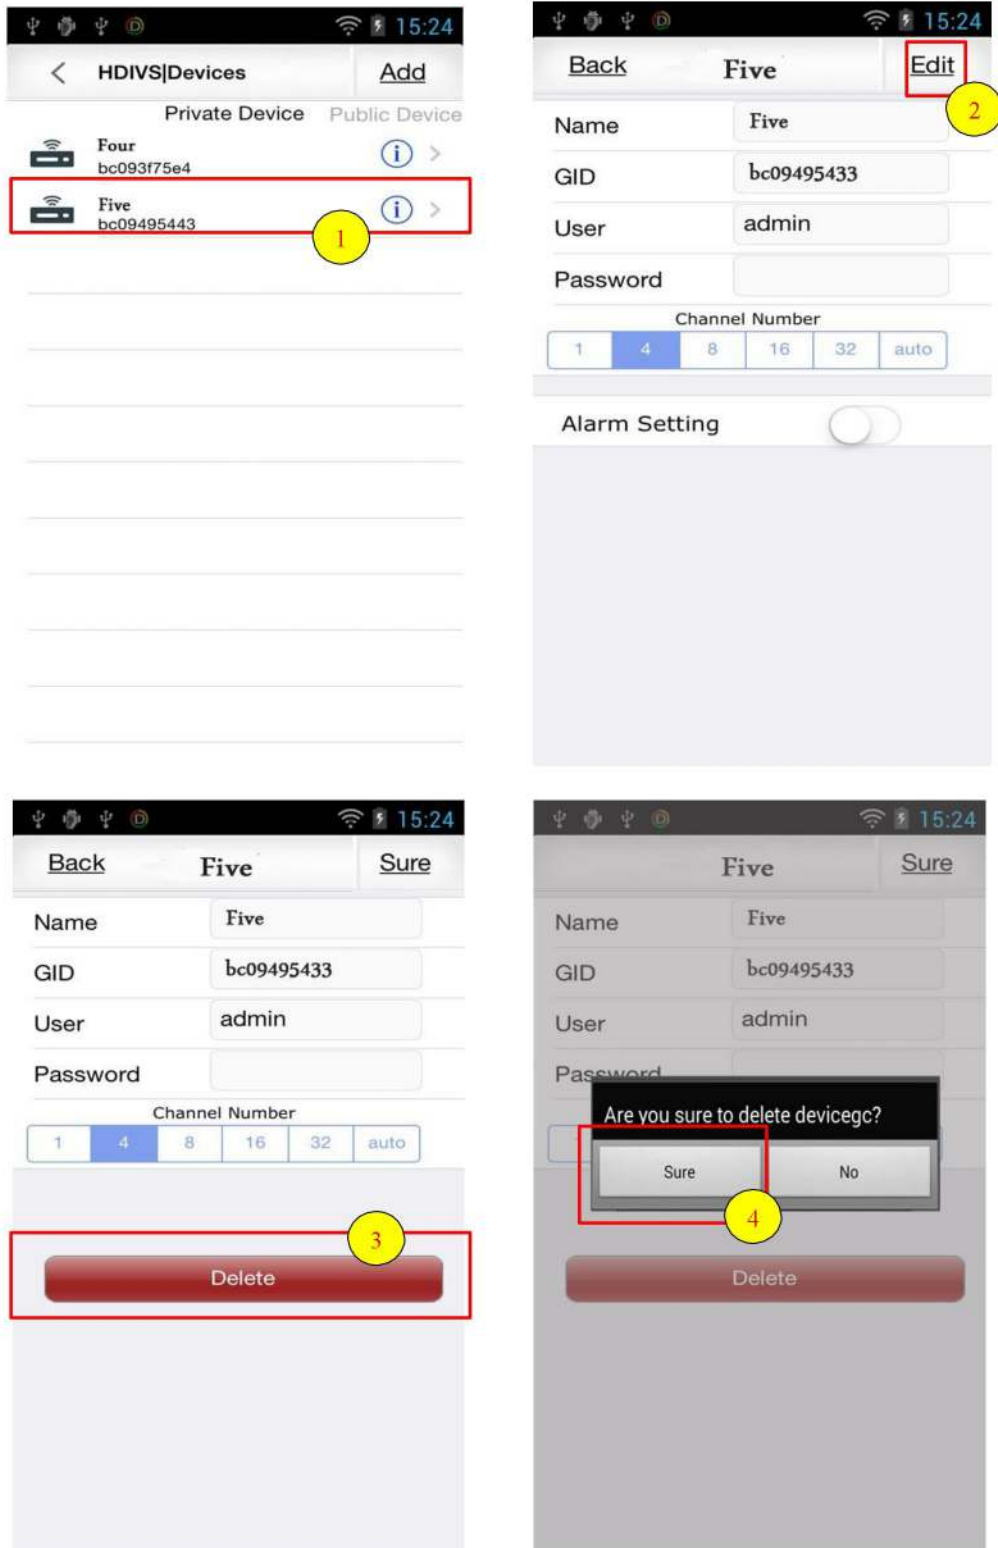 15:24
HDIVS|Devices Add
Private Device Public Device
Four
bc093f75e4
Five
bc09495443
1
15:24
Back Five Edit
2
Name Five
GID bc09495433
User admin
Password
Channel Number
1 4 8 16 32 auto
Alarm Setting
15:24
Back Five Sure
Name Five
GID bc09495433
User admin
Password
Channel Number
1 4 8 16 32 auto
3
Delete
15:24
Five Sure
Name Five
GID bc09495433
User admin
Password
Are you sure to delete devicegc?
Sure No
4
Delete